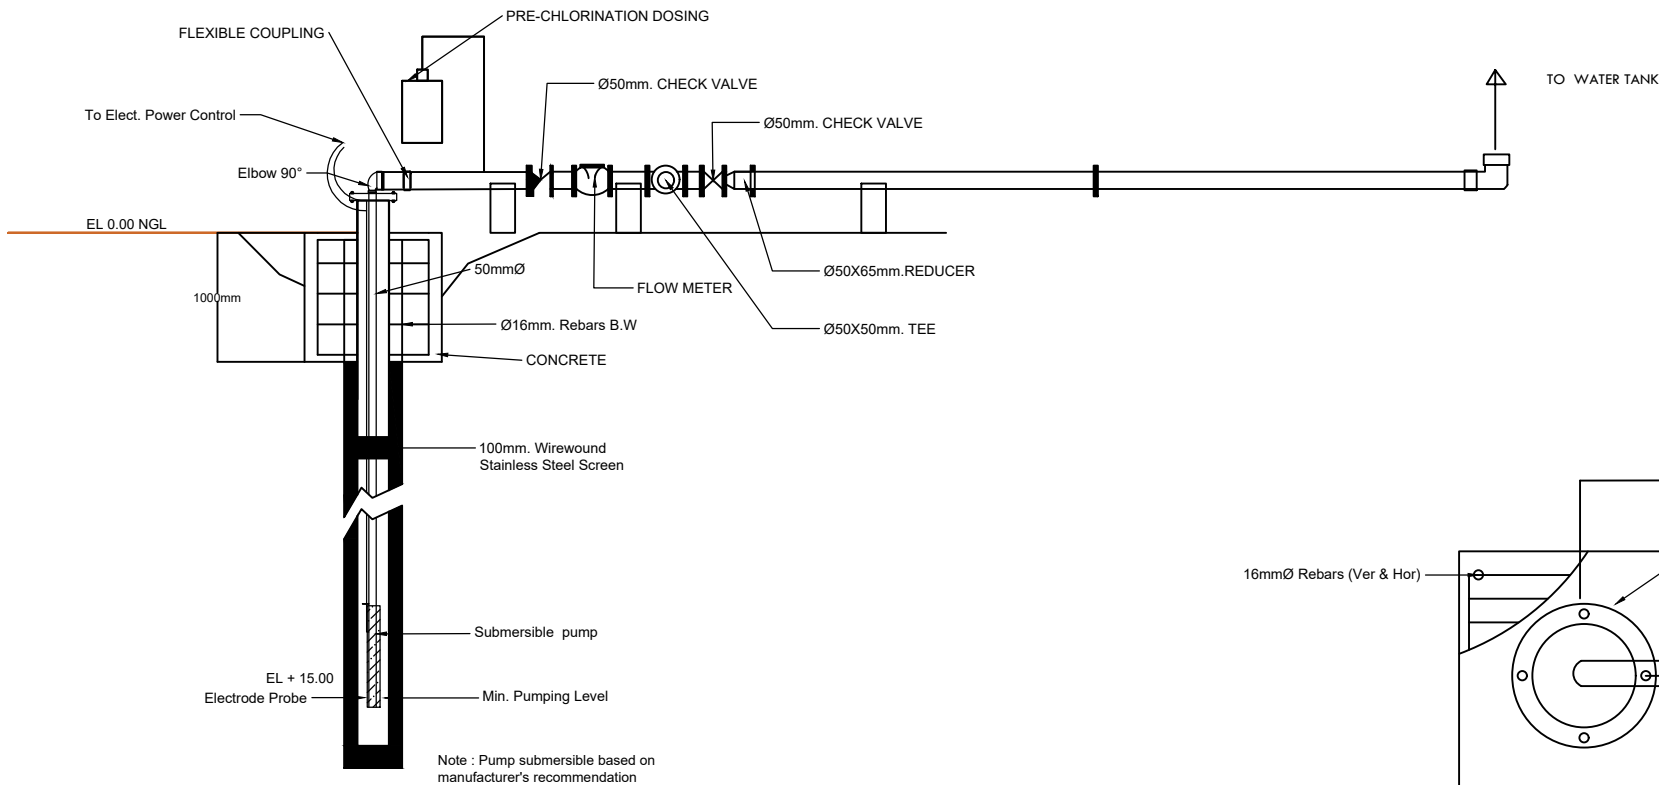 PRE-CHLORINATION DOSING
FLEXIBLE COUPLING
Ø50mm. CHECK VALVE
TO WATER TANK
To Elect. Power Control
Ø50mm. CHECK VALVE
Elbow 90°
EL 0.00 NGL
50mmØ
Ø50X65mm.REDUCER
FLOW METER
1000mm
Ø16mm. Rebars B.W
Ø50X50mm. TEE
CONCRETE
100mm. Wirewound
Stainless Steel Screen
16mmØ Rebars (Ver & Hor)
Submersible pump
EL + 15.00
Electrode Probe
Min. Pumping Level
Note : Pump submersible based on
manufacturer's recommendation